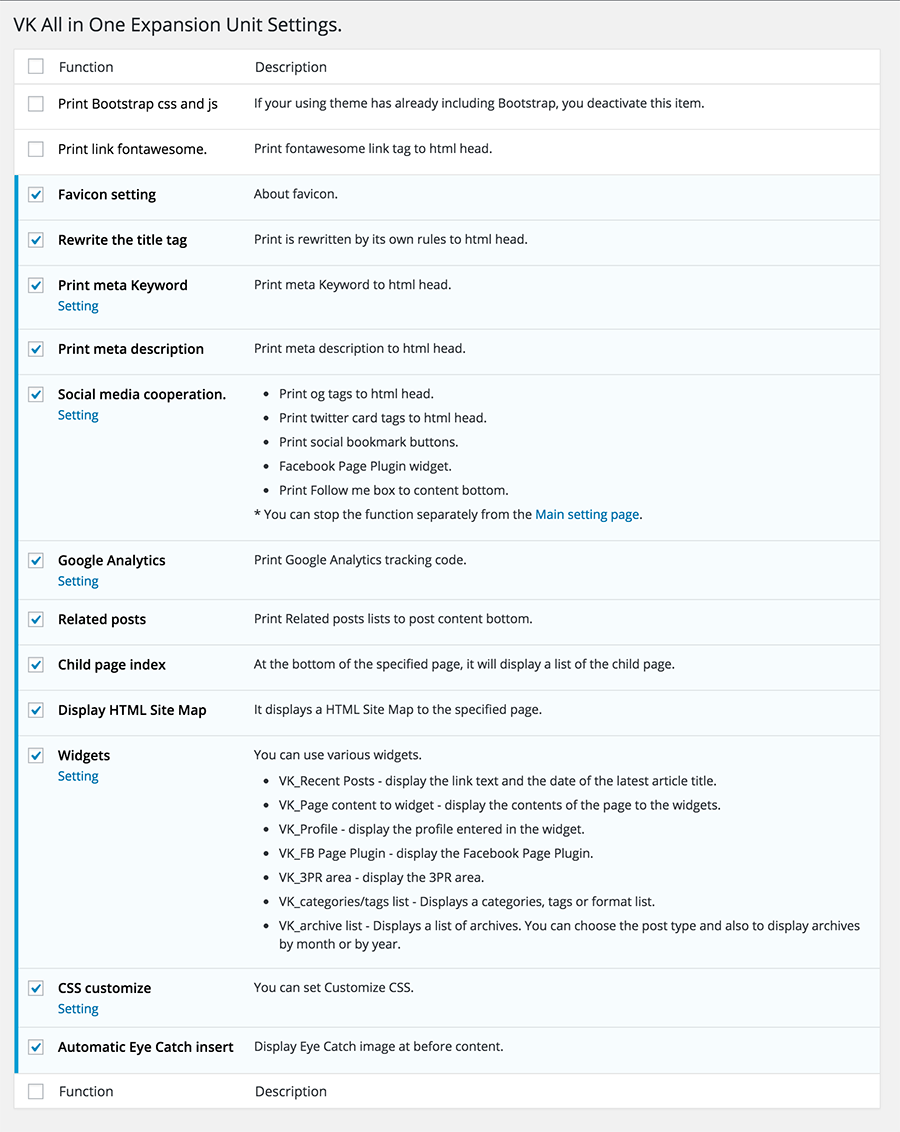 VK All in One Expansion Unit Settings.
Function Description
Print Bootstrap css and js If your using theme has already including Bootstrap, you deactivate this item.
Print link fontawesome. Print fontawesome link tag to html head.
Favicon setting About favicon.
Rewrite the title tag Print is rewritten by its own rules to html head.
Print meta Keyword Print meta Keyword to html head.
Setting
Print meta description Print meta description to html head.
Social media cooperation. • Print og tags to html head.
Setting • Print twitter card tags to html head.
• Print social bookmark buttons.
• Facebook Page Plugin widget.
• Print Follow me box to content bottom.
* You can stop the function separately from the Main setting page.
Google Analytics Print Google Analytics tracking code.
Setting
Related posts Print Related posts lists to post content bottom.
Child page index At the bottom of the specified page, it will display a list of the child page.
Display HTML Site Map It displays a HTML Site Map to the specified page.
Widgets You can use various widgets.
Setting • VK_Recent Posts - display the link text and the date of the latest article title.
• VK_Page content to widget - display the contents of the page to the widgets.
• VK_Profile - display the profile entered in the widget.
• VK_FB Page Plugin - display the Facebook Page Plugin.
• VK_3PR area - display the 3PR area.
• VK_categories/tags list - Displays a categories, tags or format list.
• VK_archive list - Displays a list of archives. You can choose the post type and also to display archives
by month or by year.
CSS customize You can set Customize CSS.
Setting
Automatic Eye Catch insert Display Eye Catch image at before content.
Function Description